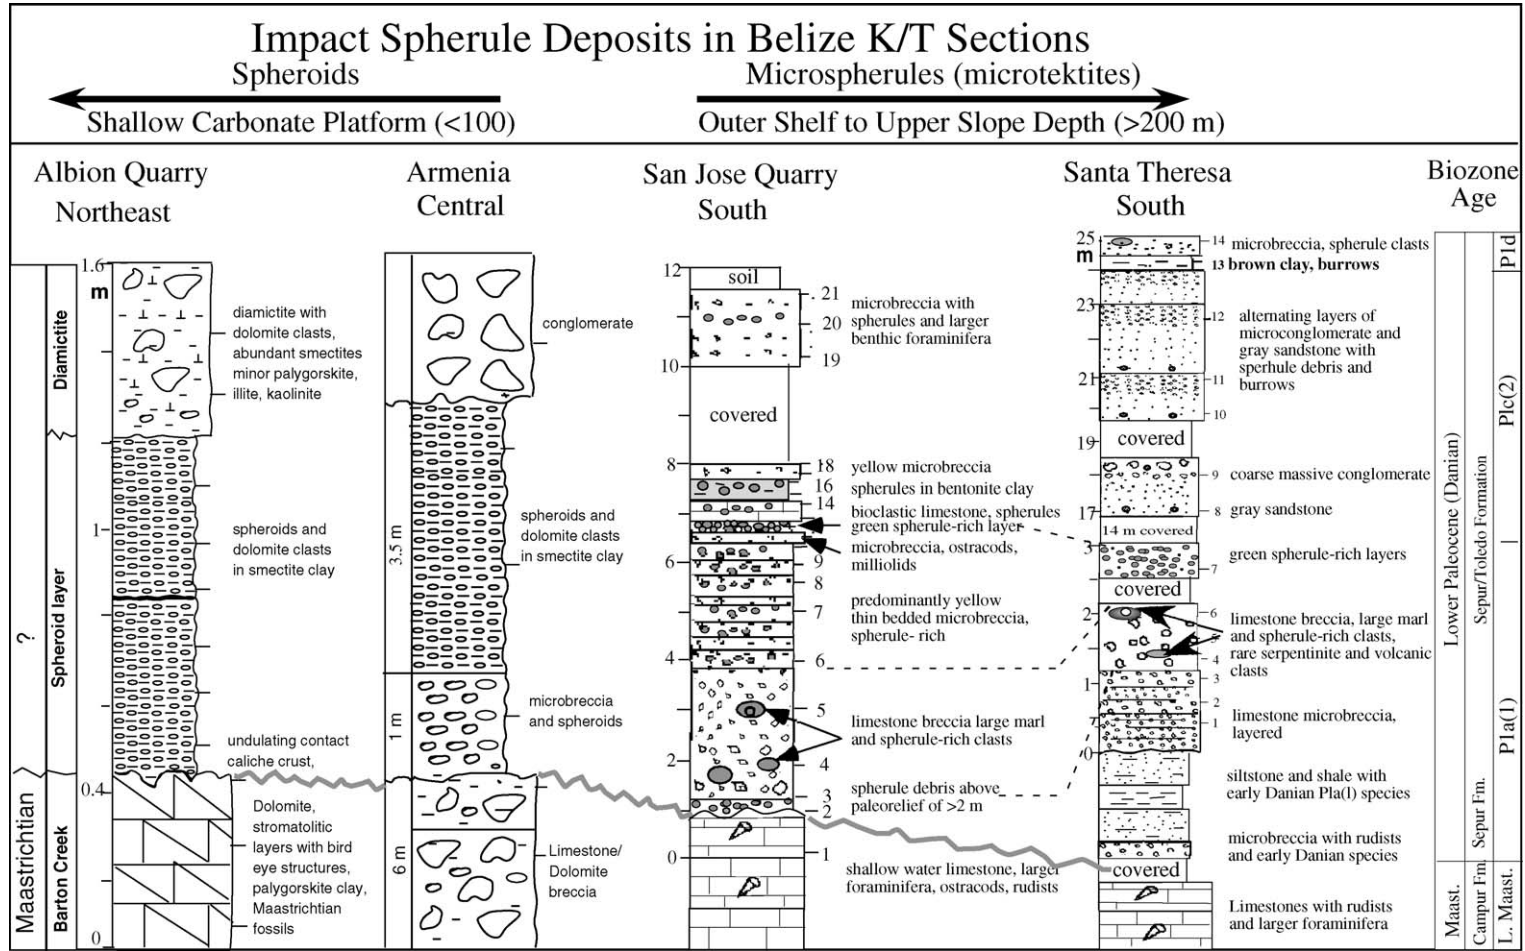 Impact Spherule Deposits in Belize K/T Sections
Spheroids
Microspherules (microtektites)
Shallow Carbonate Platform (<100)
Outer Shelf to Upper Slope Depth (>200 m)
Albion Quarry
Northeast
Armenia
Central
San Jose Quarry
South
Santa Theresa
South
Biozone
Age
?
Maastrichtian
Diamictite
Spheroid layer
Barton Creek
1.6
m
1
0.4
0
diamictite with
dolomite clasts,
abundant smectites
minor palygorskite,
illite, kaolinite
spheroids and
dolomite clasts
in smectite clay
undulating contact
caliche crust,
Dolomite,
stromatolitic
layers with bird
eye structures,
palygorskite clay,
Maastrichtian
fossils
3.5 m
1 m
6 m
conglomerate
spheroids and
dolomite clasts
in smectite clay
microbreccia
and spheroids
Limestone/
Dolomite
breccia
12
10
8
6
4
2
0
soil
covered
21
20
19
18
16
14
9
8
7
6
5
4
3
2
1
microbreccia with
spherules and larger
benthic foraminifera
yellow microbreccia
spherules in bentonite clay
bioclastic limestone, spherules
green spherule-rich layer
microbreccia, ostracods,
milliolids
predominantly yellow
thin bedded microbreccia,
spherule- rich
limestone breccia large marl
and spherule-rich clasts
spherule debris above
paleorelief of >2 m
shallow water limestone, larger
foraminifera, ostracods, rudists
25
m
23
21
19
17
3
2
1
0
covered
14 m covered
covered
covered
14
13
12
11
10
9
8
7
6
4
3
2
1
microbreccia, spherule clasts
brown clay, burrows
alternating layers of
microconglomerate and
gray sandstone with
sperhule debris and
burrows
coarse massive conglomerate
gray sandstone
green spherule-rich layers
limestone breccia, large marl
and spherule-rich clasts,
rare serpentinite and volcanic
clasts
limestone microbreccia,
layered
siltstone and shale with
early Danian Pla(l) species
microbreccia with rudists
and early Danian species
Limestones with rudists
and larger foraminifera
Lower Paleocene (Danian)
Maast.
Sepur/Toledo Formation
Sepur Fm.
Campur Fm.
P1d
Plc(2)
P1a(1)
L. Maast.